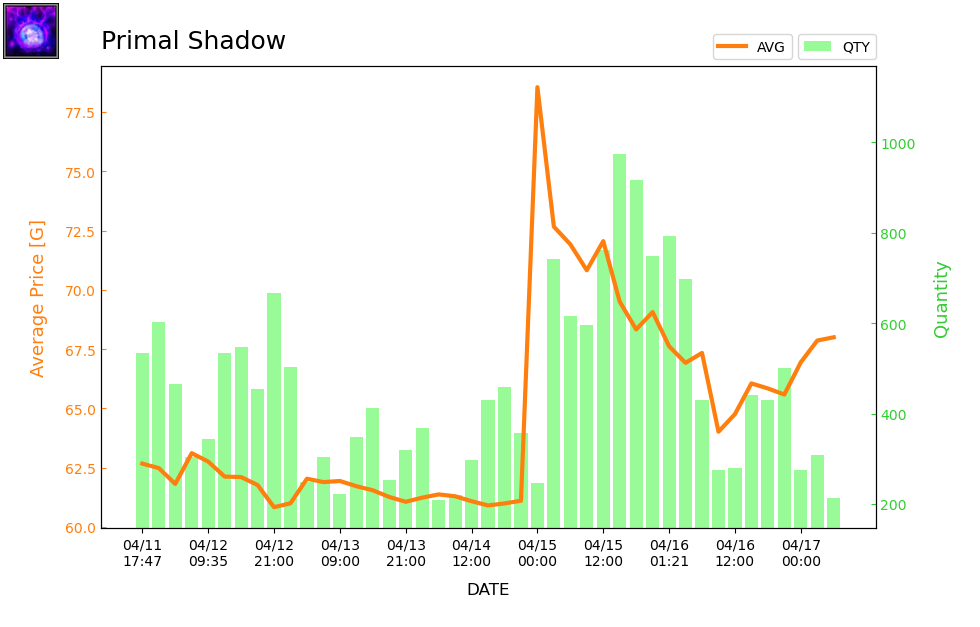 Primal Shadow
AVG
QTY
77.5
75.0
72.5
70.0
67.5
65.0
62.5
60.0
Average Price [G]
1000
800
600
400
200
Quantity
04/11 04/12 04/12 04/13 04/13 04/14 04/15 04/15 04/16 04/16 04/17
17:47 09:35 21:00 09:00 21:00 12:00 00:00 12:00 01:21 12:00 00:00
DATE